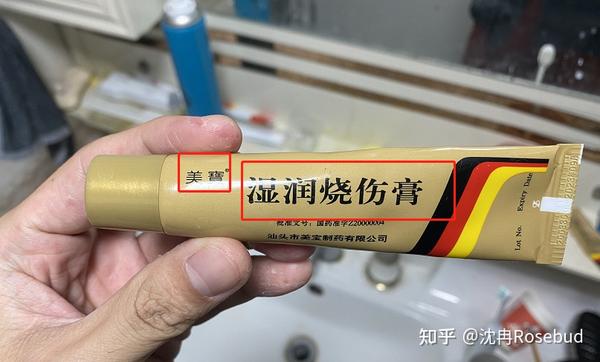 美寶®
湿润烧伤膏
批准文号:国药准字Z20000004
汕头市美宝制药有限公司
Lot No. Expiry Date
知乎 @沈冉Rosebud